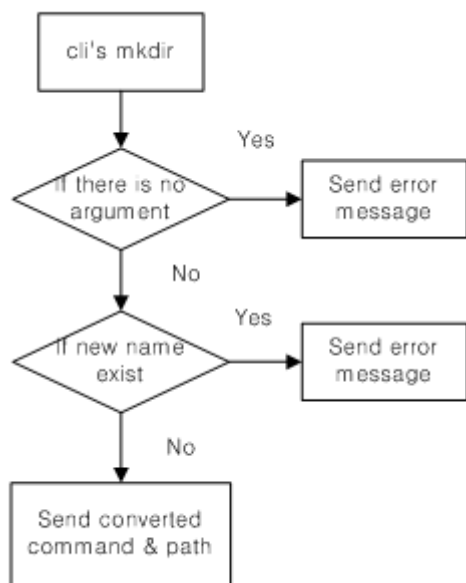 cli's mkdir
Yes
if there is no
argument
Send error
message
No
Yes
if new name
exist
Send error
message
No
Send converted
command & path